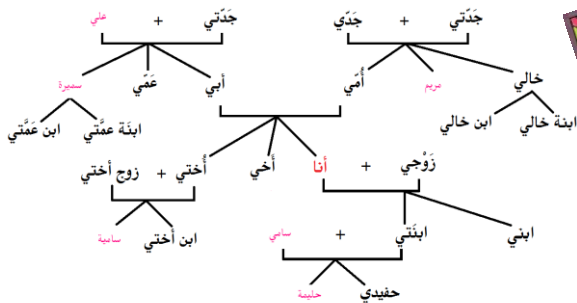 جَدّتي + جَدّي
جَدّتي + علي
خالي
مريم
أُمّي
أبي
عَمّي
سميرة
ابنة خالي
ابن خالي
ابنَة عمَّتي
ابن عَمَّتي
زَوْجي + أنا
أَخي
أُختي + زوج أختي
ابني
ابنَتي + سامي
ابن أختي
سامية
حفيدي
حليمة